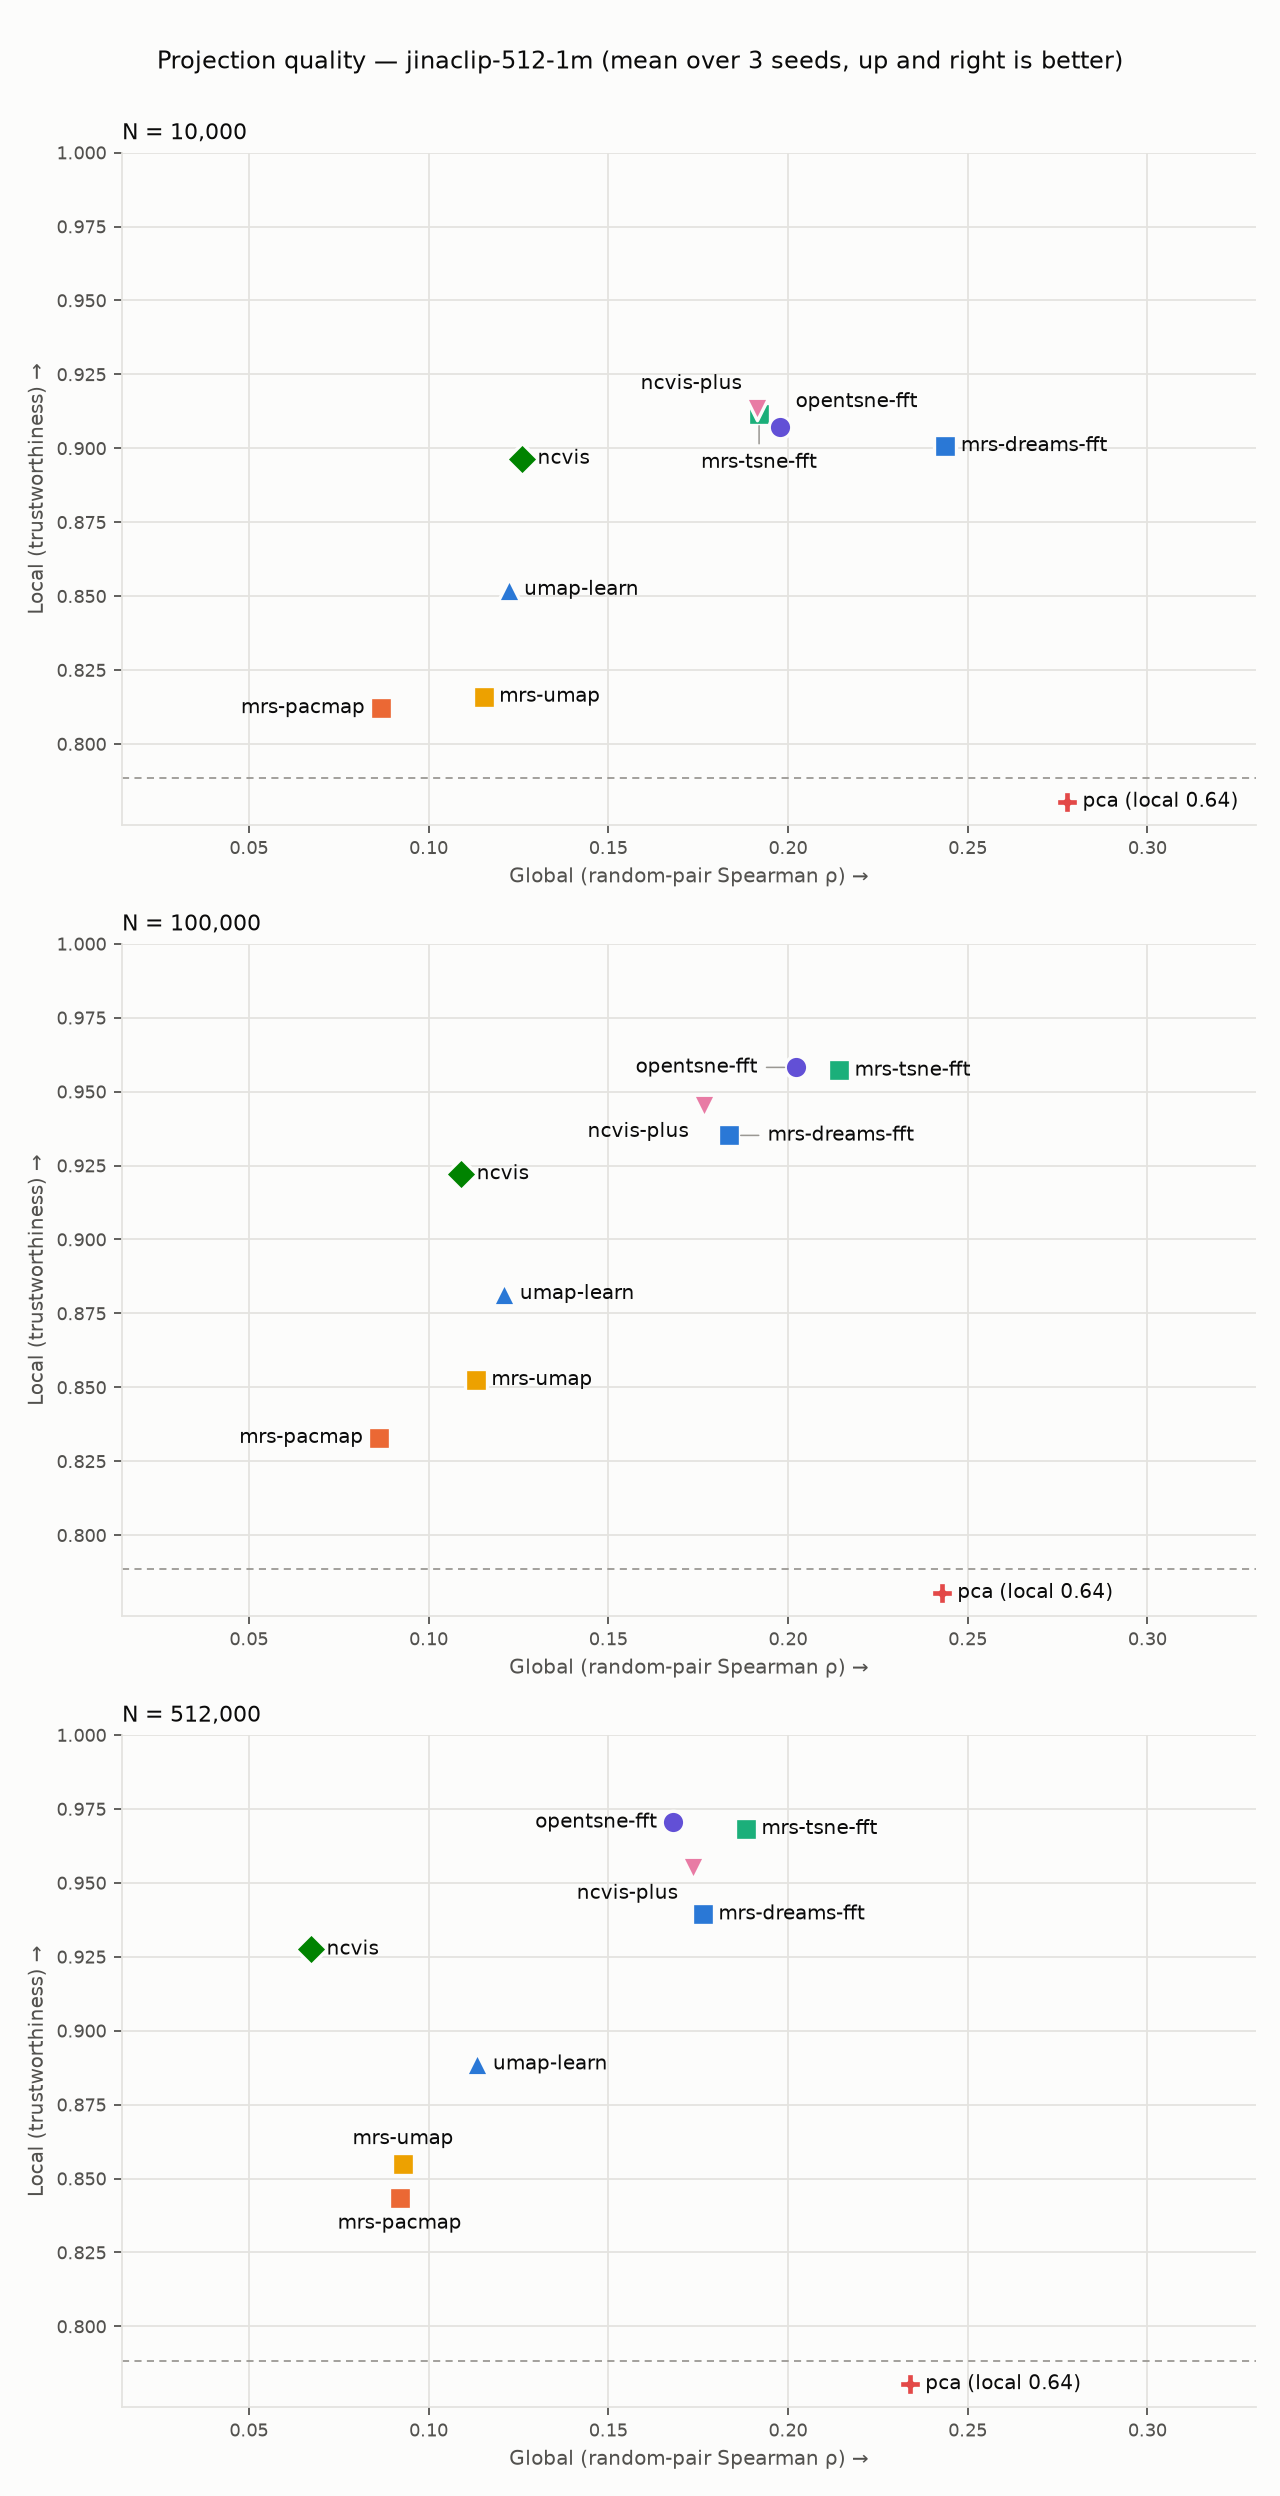 Projection quality — jinaclip-512-1m (mean over 3 seeds, up and right is better)
N = 10,000
1.000
0.975
0.950
0.925
0.900
0.875
0.850
0.825
0.800
Local (trustworthiness) →
ncvis-plus
opentsne-fft
mrs-dreams-fft
ncvis
mrs-tsne-fft
umap-learn
mrs-umap
mrs-pacmap
pca (local 0.64)
0.05 0.10 0.15 0.20 0.25 0.30
Global (random-pair Spearman ρ) →
N = 100,000
1.000
0.975
0.950
0.925
0.900
0.875
0.850
0.825
0.800
Local (trustworthiness) →
opentsne-fft
mrs-tsne-fft
ncvis-plus
mrs-dreams-fft
ncvis
umap-learn
mrs-umap
mrs-pacmap
pca (local 0.64)
0.05 0.10 0.15 0.20 0.25 0.30
Global (random-pair Spearman ρ) →
N = 512,000
1.000
0.975
0.950
0.925
0.900
0.875
0.850
0.825
0.800
Local (trustworthiness) →
opentsne-fft
mrs-tsne-fft
ncvis-plus
mrs-dreams-fft
ncvis
umap-learn
mrs-umap
mrs-pacmap
pca (local 0.64)
0.05 0.10 0.15 0.20 0.25 0.30
Global (random-pair Spearman ρ) →